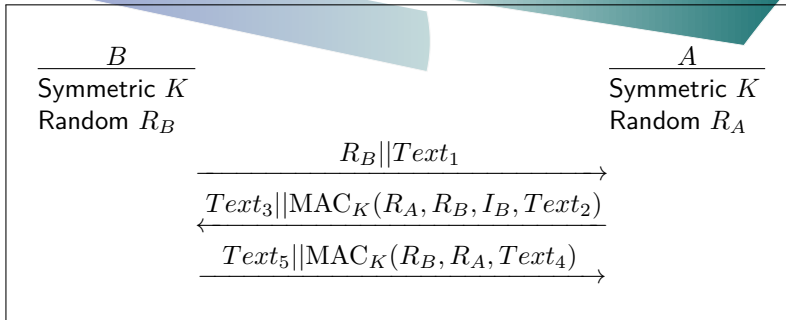 B A
Symmetric K Symmetric K
Random R_B Random R_A
R_B||Text_1
Text_3||MAC_K(R_A, R_B, I_B, Text_2)
Text_5||MAC_K(R_B, R_A, Text_4)